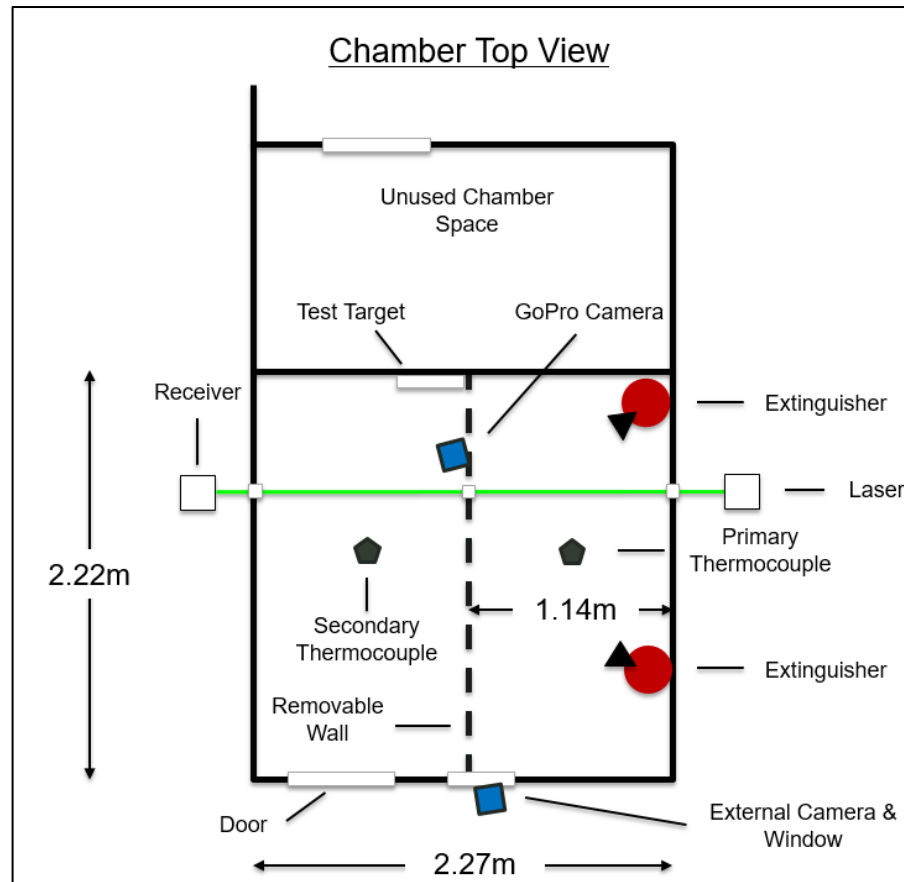 Chamber Top View
Unused Chamber
Space
Test Target
GoPro Camera
Receiver
Extinguisher
Laser
Primary
Thermocouple
2.22m
1.14m
Secondary
Thermocouple
Extinguisher
Removable
Wall
Door
External Camera &
Window
2.27m